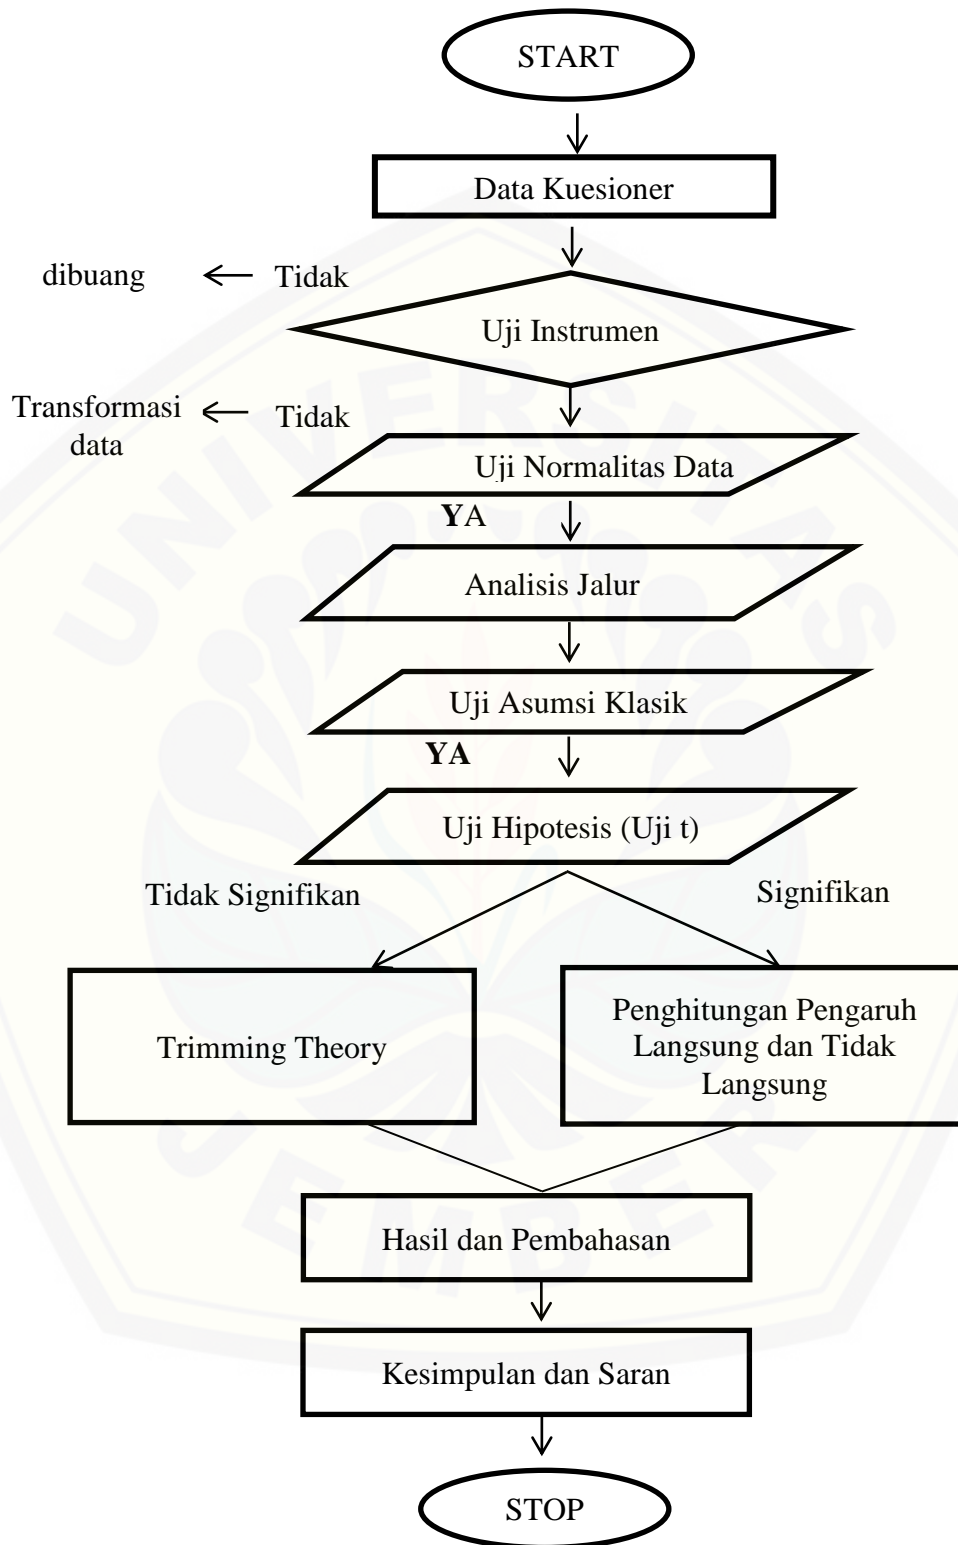 START
Data Kuesioner
dibuang
Tidak
Uji Instrumen
Transformasi
data
Tidak
Uji Normalitas Data
YA
Analisis Jalur
Uji Asumsi Klasik
YA
Uji Hipotesis (Uji t)
Tidak Signifikan
Signifikan
Trimming Theory
Penghitungan Pengaruh
Langsung dan Tidak
Langsung
Hasil dan Pembahasan
Kesimpulan dan Saran
STOP
UNIVERSITAS
JEMBER